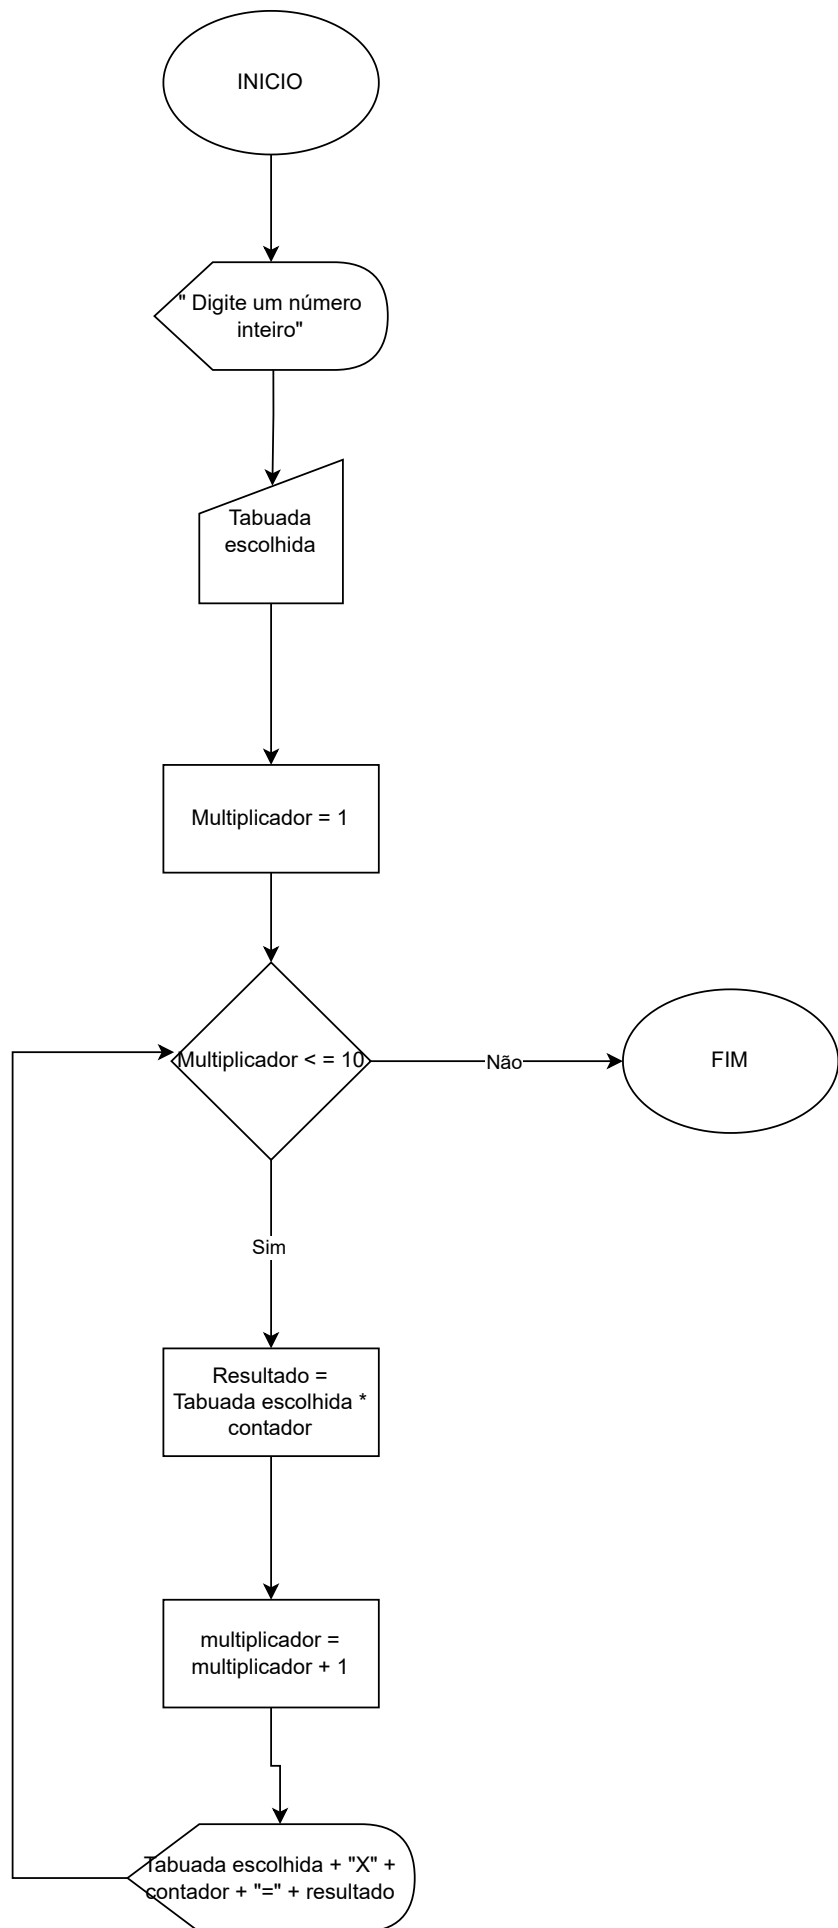 INICIO
" Digite um número
inteiro"
Tabuada
escolhida
Multiplicador = 1
Multiplicador < = 10
Não
FIM
Sim
Resultado =
Tabuada escolhida *
contador
multiplicador =
multiplicador + 1
Tabuada escolhida + "X" +
contador + "=" + resultado